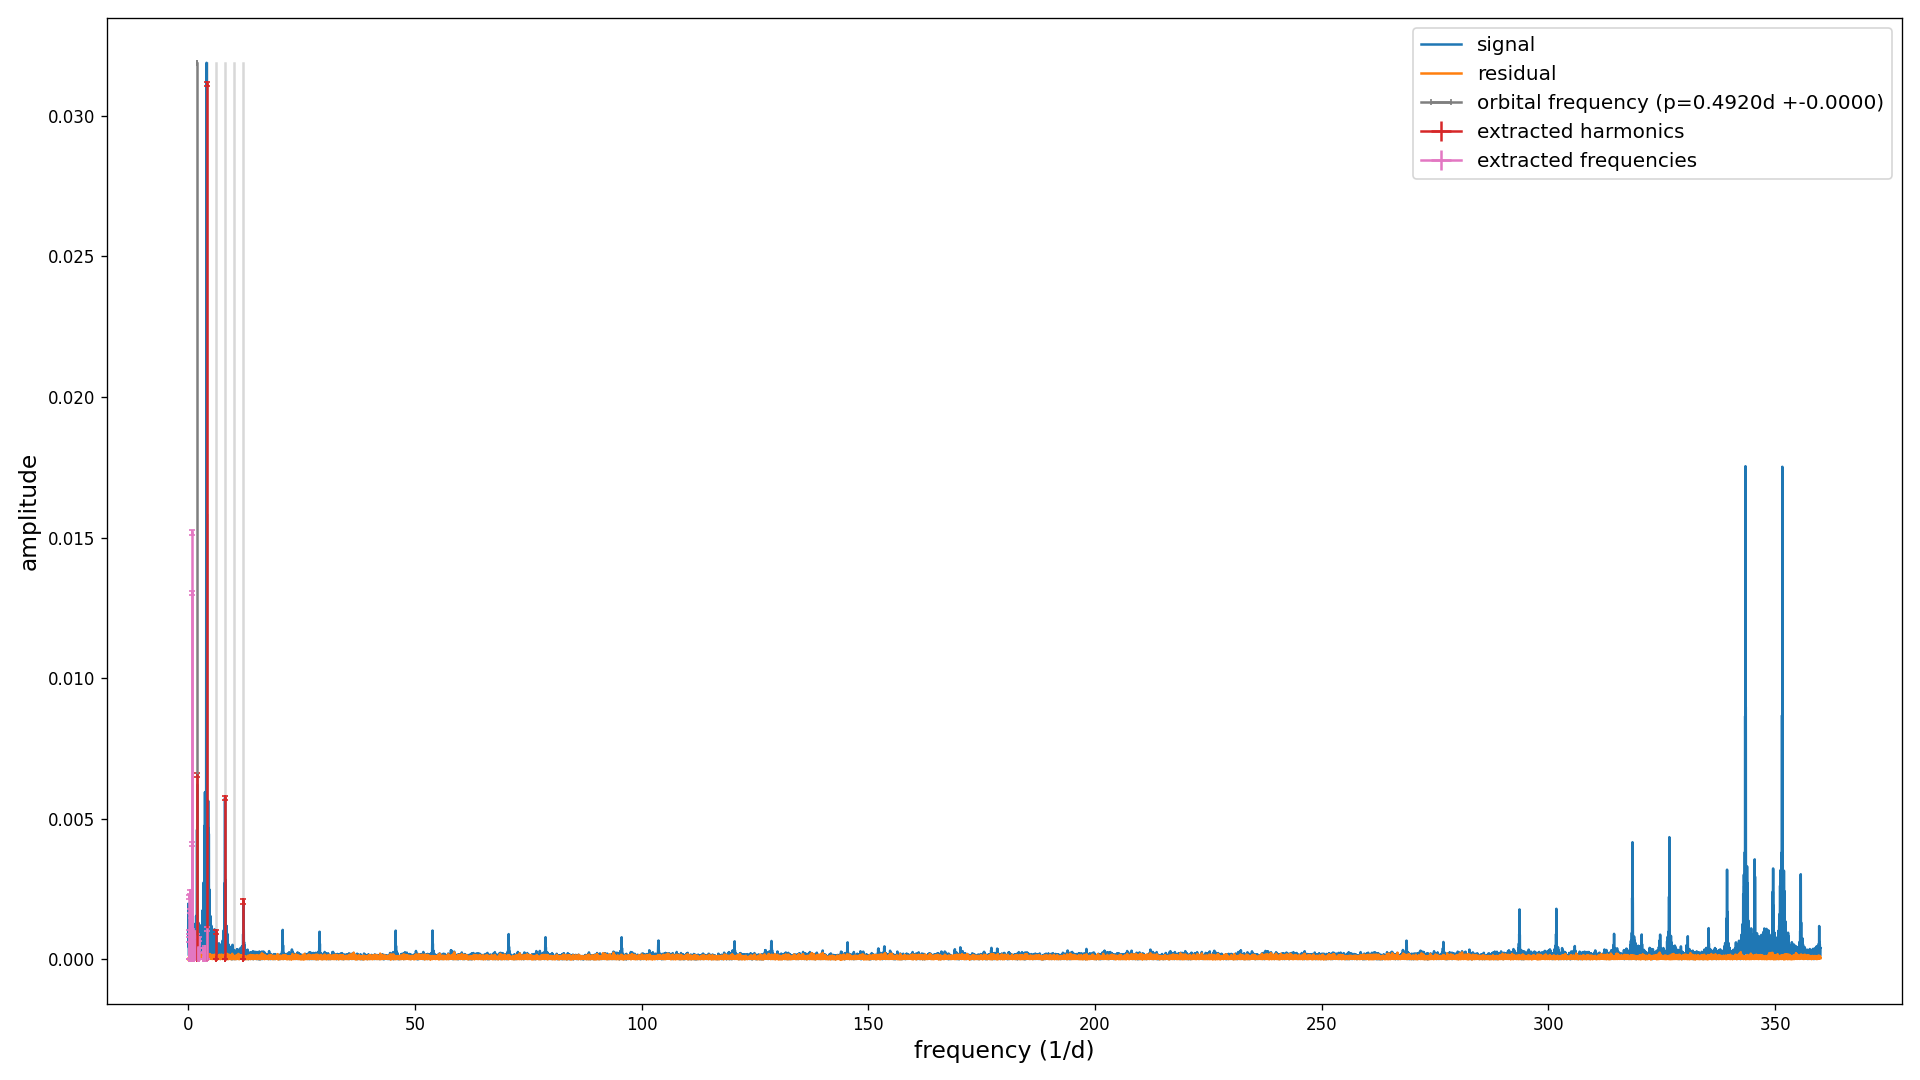 signal
residual
orbital frequency (p=0.4920d +-0.0000)
extracted harmonics
extracted frequencies
amplitude
0.030
0.025
0.020
0.015
0.010
0.005
0.000
0 50 100 150 200 250 300 350
frequency (1/d)